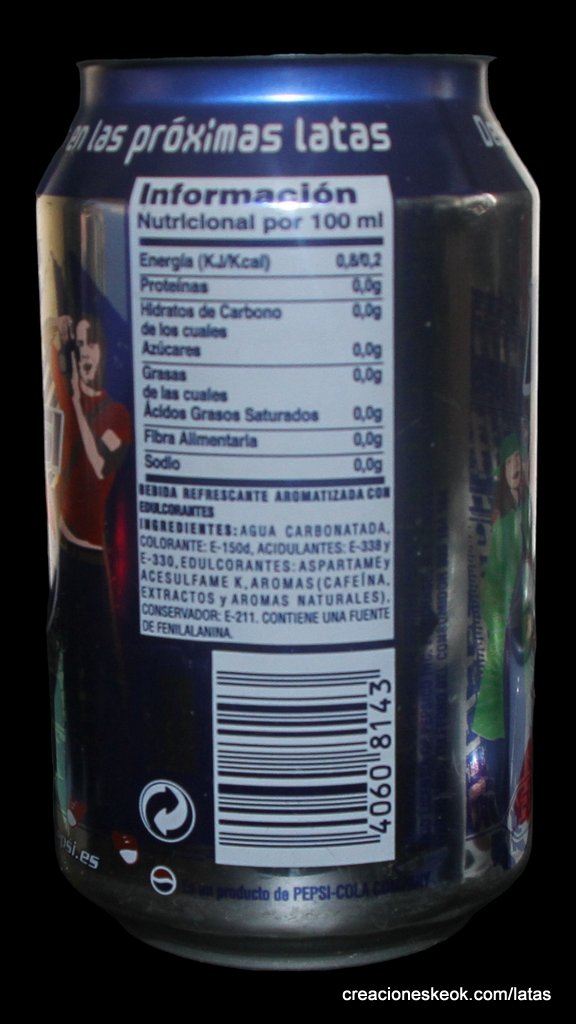 en las próximas latas
Información
Nutricional por 100 ml
Energía (KJ/Kcal) 0,8/0,2
Proteínas 0,0g
Hidratos de Carbono 0,0g
de los cuales
Azúcares 0,0g
Grasas 0,0g
de las cuales
Ácidos Grasos Saturados 0,0g
Fibra Alimentaria 0,0g
Sodio 0,0g
BEBIDA REFRESCANTE AROMATIZADA CON
EDULCORANTES
INGREDIENTES: AGUA CARBONATADA,
COLORANTE: E-150d, ACIDULANTES: E-338 y
E-330, EDULCORANTES: ASPARTAME y
ACESULFAME K, AROMAS (CAFEÍNA,
EXTRACTOS y AROMAS NATURALES).
CONSERVADOR: E-211. CONTIENE UNA FUENTE
DE FENILALANINA.
4060 8143
psi.es
Es un producto de PEPSI-COLA COMPANY
creacioneskeok.com/latas